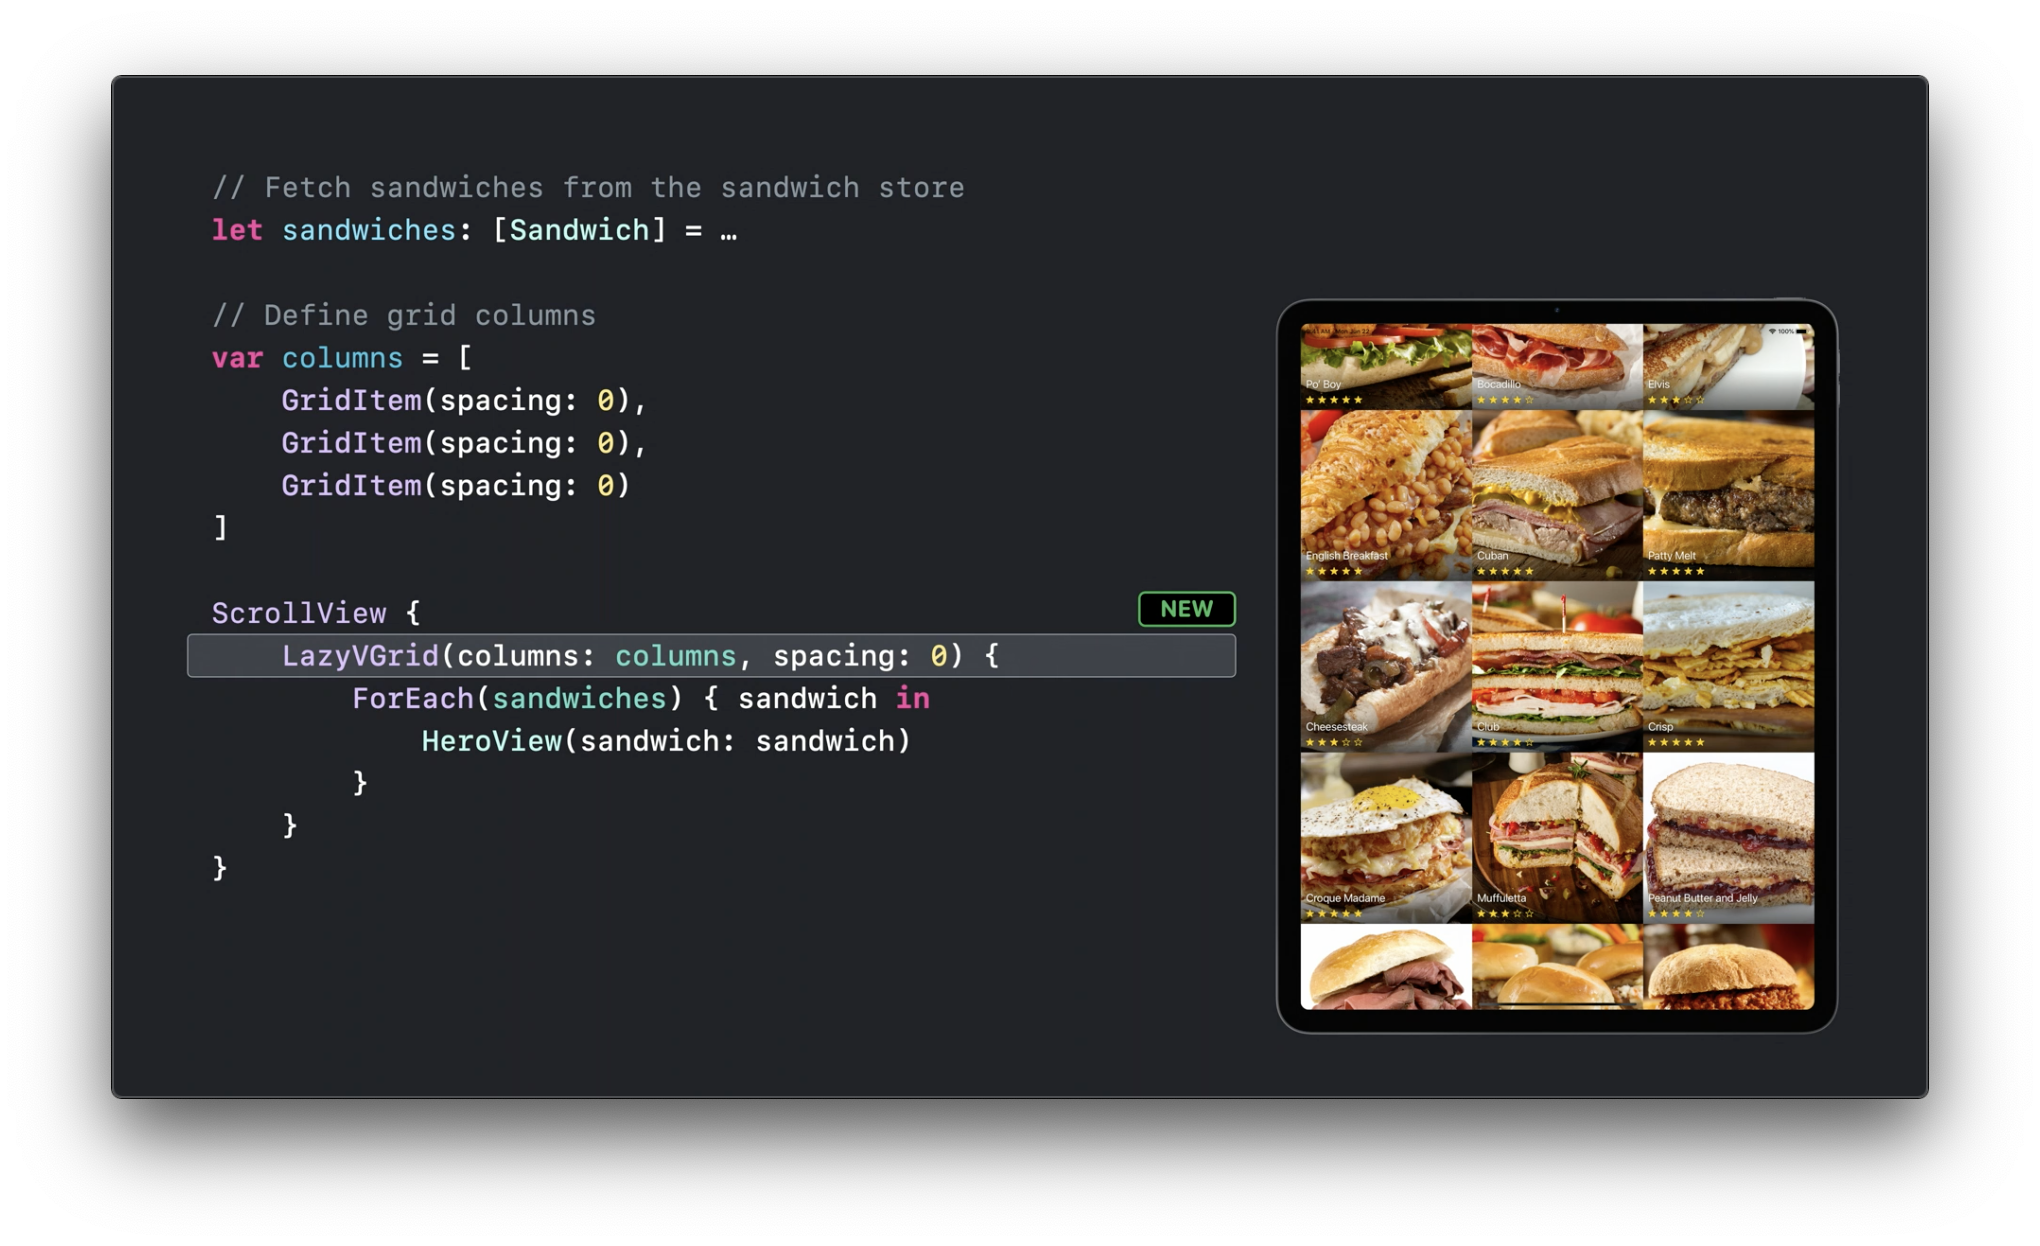 // Fetch sandwiches from the sandwich store
let sandwiches: [Sandwich] = …
// Define grid columns
var columns = [
    GridItem(spacing: 0),
    GridItem(spacing: 0),
    GridItem(spacing: 0)
]
ScrollView {
NEW
    LazyVGrid(columns: columns, spacing: 0) {
        ForEach(sandwiches) { sandwich in
            HeroView(sandwich: sandwich)
        }
    }
}
100%
Po' Boy
★★★★★
Bocadillo
★★★★☆
Elvis
★★★☆☆
English Breakfast
★★★★★
Cuban
★★★★★
Patty Melt
★★★★★
Cheesesteak
★★★☆☆
Club
★★★★☆
Crisp
★★★★★
Croque Madame
★★★★★
Muffuletta
★★★☆☆
Peanut Butter and Jelly
★★★★☆